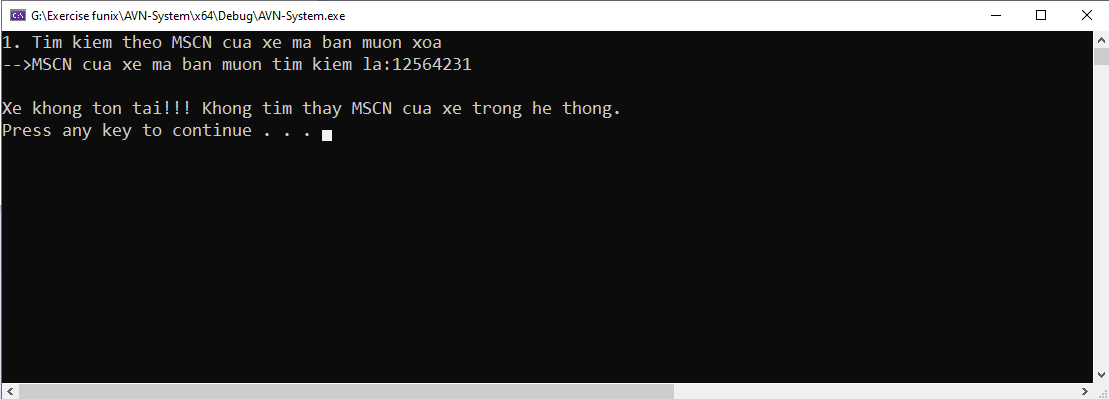 G:\Exercise funix\AVN-System\x64\Debug\AVN-System.exe
1. Tim kiem theo MSCN cua xe ma ban muon xoa
-->MSCN cua xe ma ban muon tim kiem la:12564231
Xe khong ton tai!!! Khong tim thay MSCN cua xe trong he thong.
Press any key to continue . . .